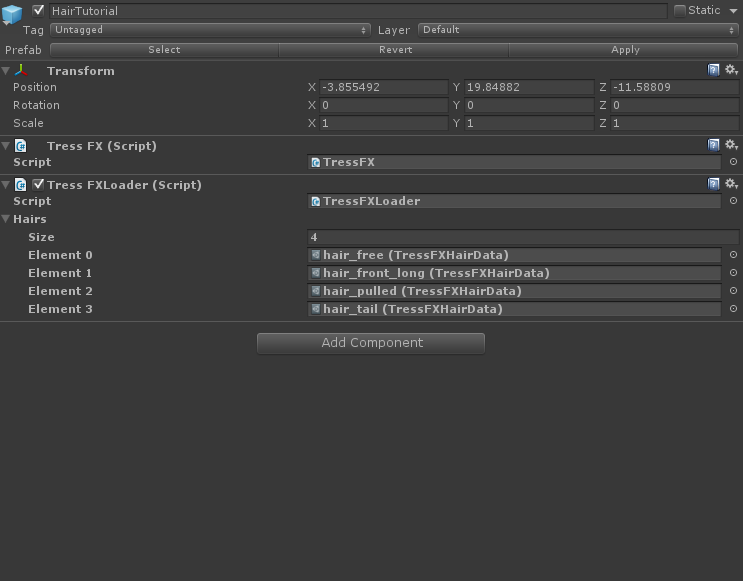 HairTutorial Static
Tag Untagged Layer Default
Prefab Select Revert Apply
Transform
Position X -3.855492 Y 19.84882 Z -11.58809
Rotation X 0 Y 0 Z 0
Scale X 1 Y 1 Z 1
Tress FX (Script)
Script TressFX
Tress FXLoader (Script)
Script TressFXLoader
Hairs
Size 4
Element 0 hair_free (TressFXHairData)
Element 1 hair_front_long (TressFXHairData)
Element 2 hair_pulled (TressFXHairData)
Element 3 hair_tail (TressFXHairData)
Add Component